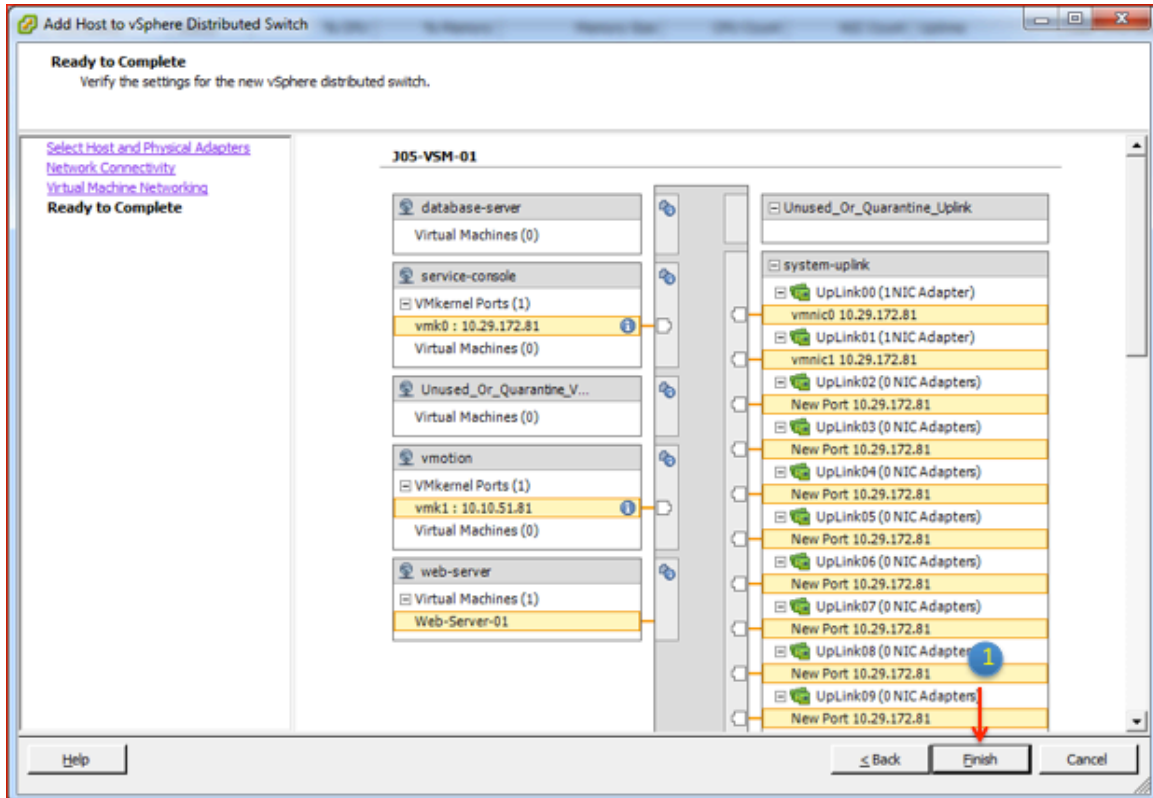 Add Host to vSphere Distributed Switch
Ready to Complete
Verify the settings for the new vSphere distributed switch.
Select Host and Physical Adapters
Network Connectivity
Virtual Machine Networking
Ready to Complete
J05-VSM-01
database-server
Virtual Machines (0)
service-console
VMkernel Ports (1)
vmk0 : 10.29.172.81
Virtual Machines (0)
Unused_Or_Quarantine_V...
Virtual Machines (0)
vmotion
VMkernel Ports (1)
vmk1 : 10.10.51.81
Virtual Machines (0)
web-server
Virtual Machines (1)
Web-Server-01
Unused_Or_Quarantine_Uplink
system-uplink
UpLink00 (1 NIC Adapter)
vmnic0 10.29.172.81
UpLink01 (1 NIC Adapter)
vmnic1 10.29.172.81
UpLink02 (0 NIC Adapters)
New Port 10.29.172.81
UpLink03 (0 NIC Adapters)
New Port 10.29.172.81
UpLink04 (0 NIC Adapters)
New Port 10.29.172.81
UpLink05 (0 NIC Adapters)
New Port 10.29.172.81
UpLink06 (0 NIC Adapters)
New Port 10.29.172.81
UpLink07 (0 NIC Adapters)
New Port 10.29.172.81
UpLink08 (0 NIC Adapte
1
New Port 10.29.172.81
UpLink09 (0 NIC Adapters)
New Port 10.29.172.81
Help
< Back
Finish
Cancel